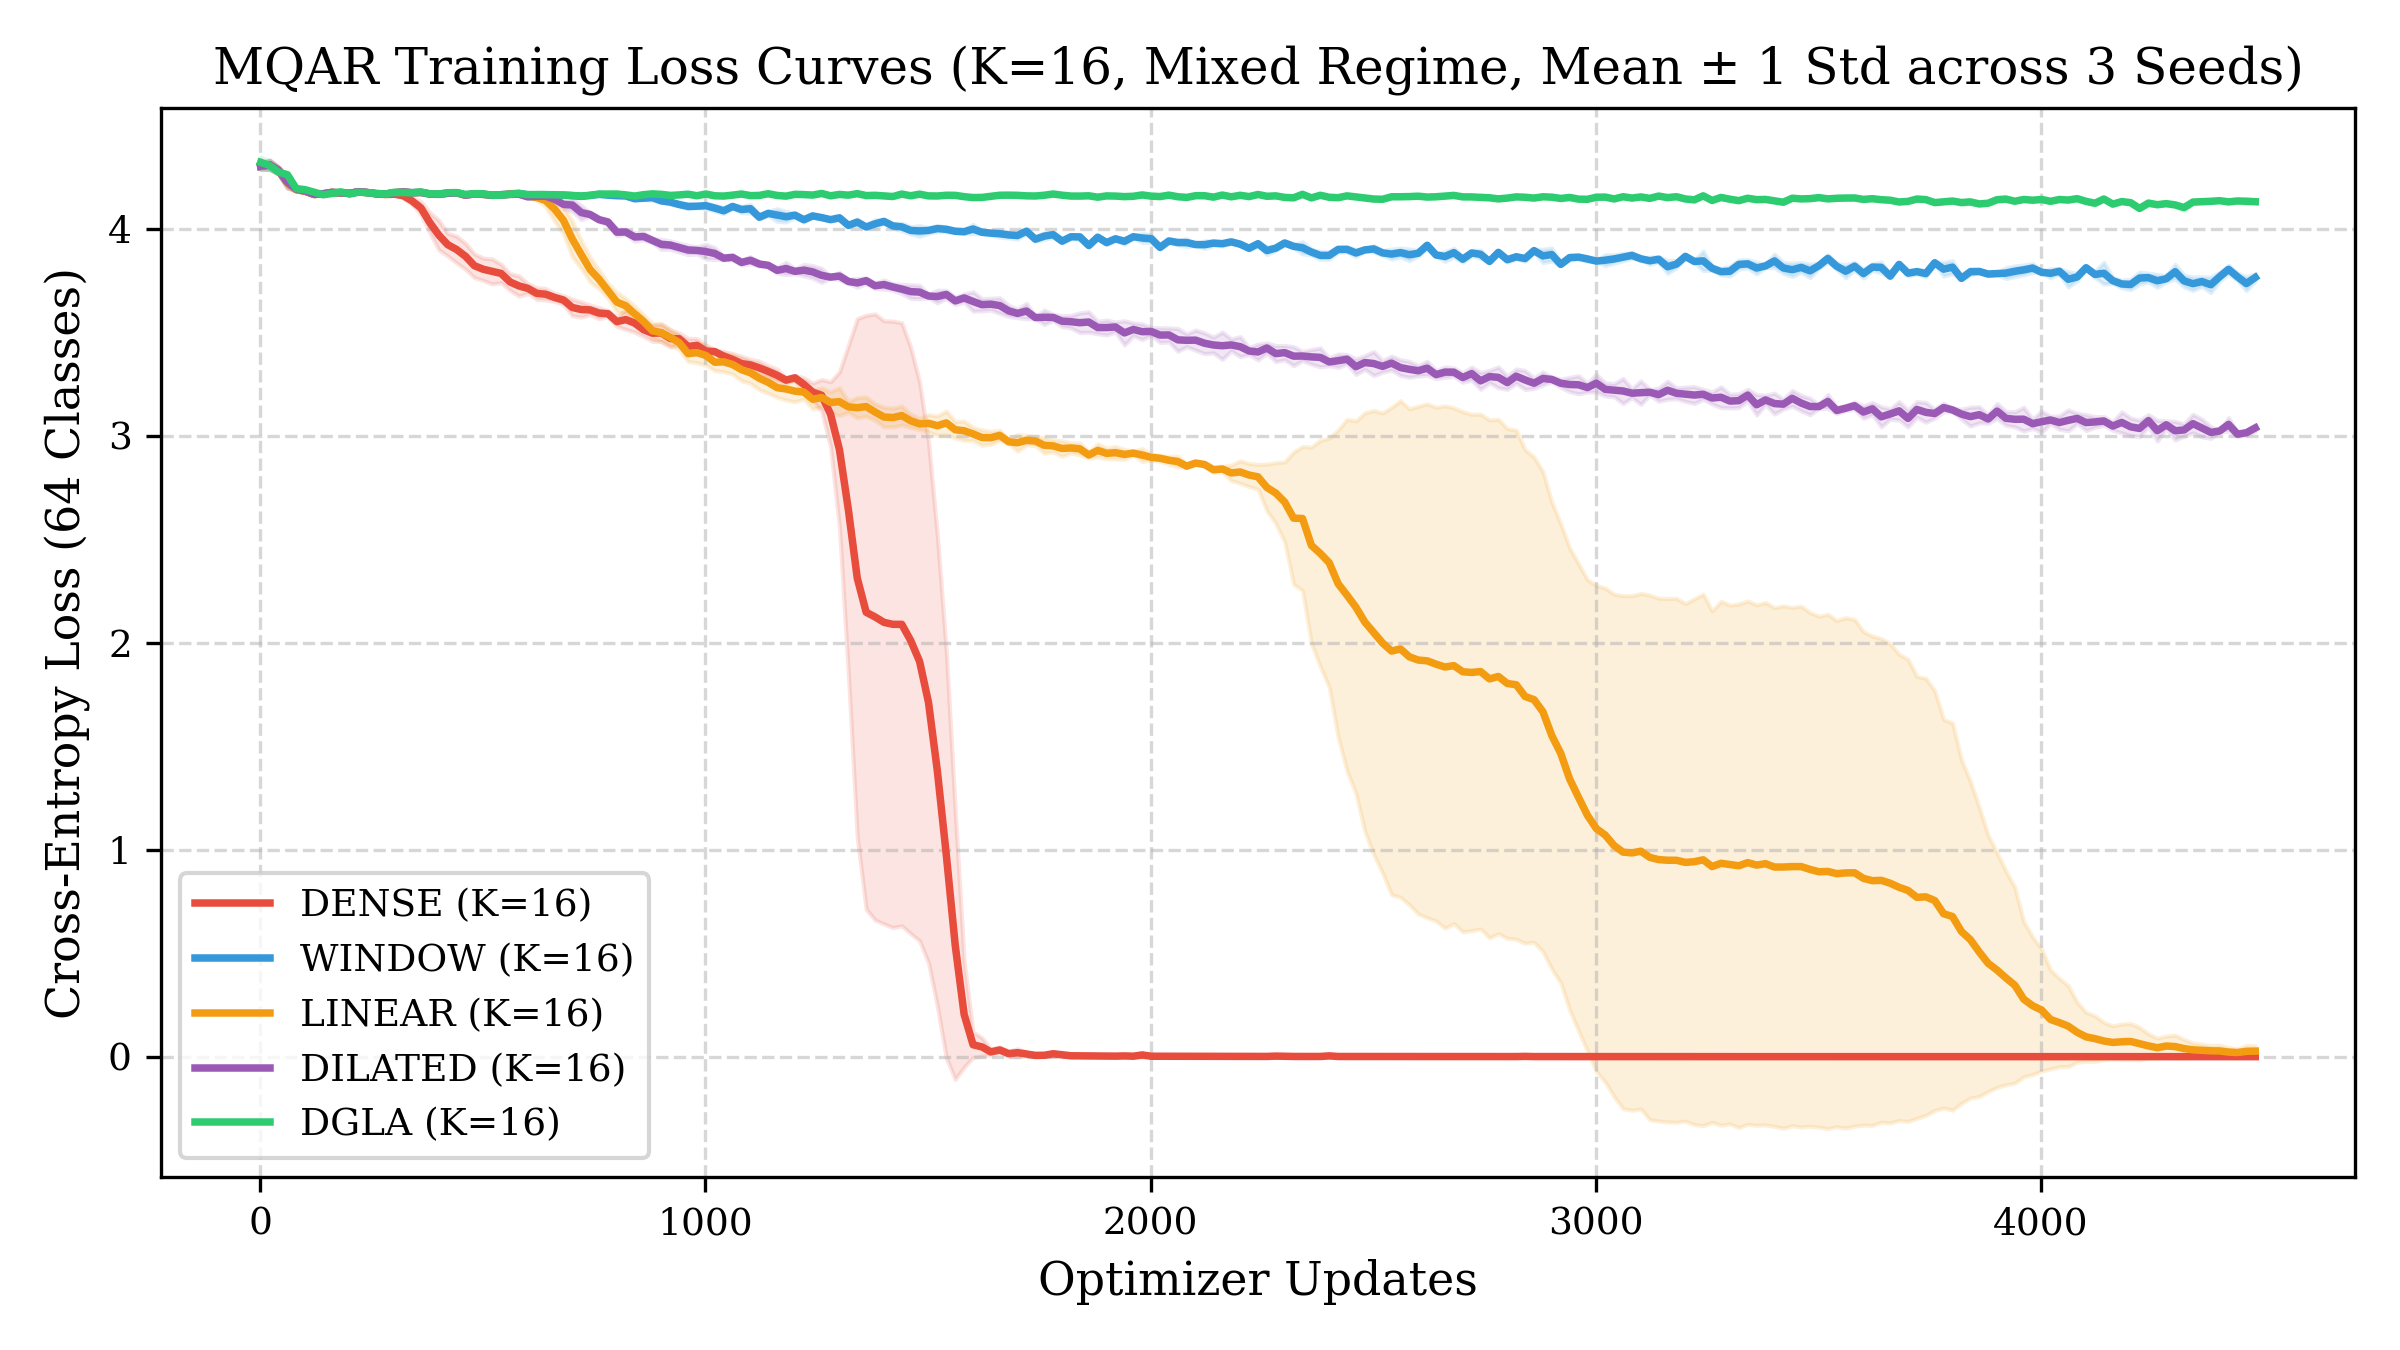 MQAR Training Loss Curves (K=16, Mixed Regime, Mean ± 1 Std across 3 Seeds)
Cross-Entropy Loss (64 Classes)
4
3
2
1
0
DENSE (K=16)
WINDOW (K=16)
LINEAR (K=16)
DILATED (K=16)
DGLA (K=16)
0
1000
2000
3000
4000
Optimizer Updates